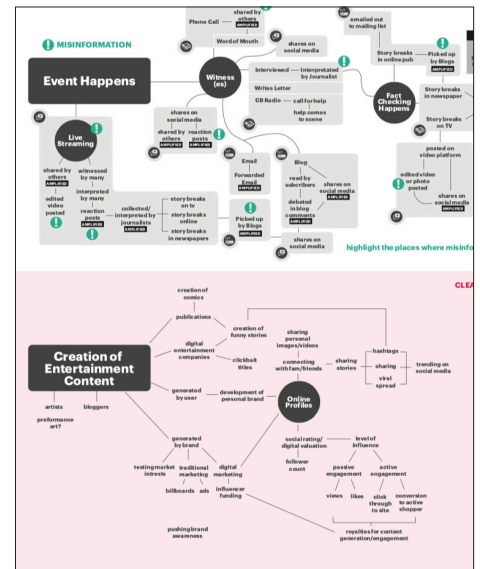 Phone Call
shared by
others
AMPLIFIED
Word of Mouth
emailed out
to mailing list
MISINFORMATION
shares on
social media
Story breaks
in online pub
Picked up
by Blogs
AMPLIFIED
Event Happens
Witness
(es)
Interviewed
Interpretated
by Journalist
Writes Letter
CB Radio
call for help
help comes
to scene
Fact
Checking
Happens
Story breaks
in newspaper
Story breaks
on TV
Live
Streaming
shares on
social media
shared by
others
AMPLIFIED
reaction
posts
AMPLIFIED
shared by
others
AMPLIFIED
edited
video
posted
witnessed
by many
interpreted
by many
reaction
posts
AMPLIFIED
collected/
interpreted by
journalists
AMPLIFIED
story breaks
on tv
story breaks
online
story breaks
in newspapers
Email
Forwarded
Email
AMPLIFIED
Picked up
by Blogs
AMPLIFIED
Blog
read by
subcribers
debated
in blog
comments
AMPLIFIED
shares on
social media
AMPLIFIED
shares on
social media
posted on
video platform
edited video
or photo
posted
shares on
social media
AMPLIFIED
highlight the places where misinfo
CLEA
creation of
comics
publications
digital
entertainment
companies
creation of
funny stories
clickbait
titles
Creation of
Entertainment
Content
artists
bloggers
preformance
art?
generated
by user
development of
personal brand
sharing
personal
images/videos
connecting
with fam/friends
sharing
stories
hashtags
sharing
viral
spread
trending on
social media
Online
Profiles
generated
by brand
testing market
intrests
traditional
marketing
digital
marketing
billboards
ads
influencer
funding
pushing brand
awareness
social rating/
digital valuation
follower
count
level of
influence
passive
engagement
active
engagement
views
likes
click
through
to site
conversion
to active
shopper
royalties for content
generation/engagement